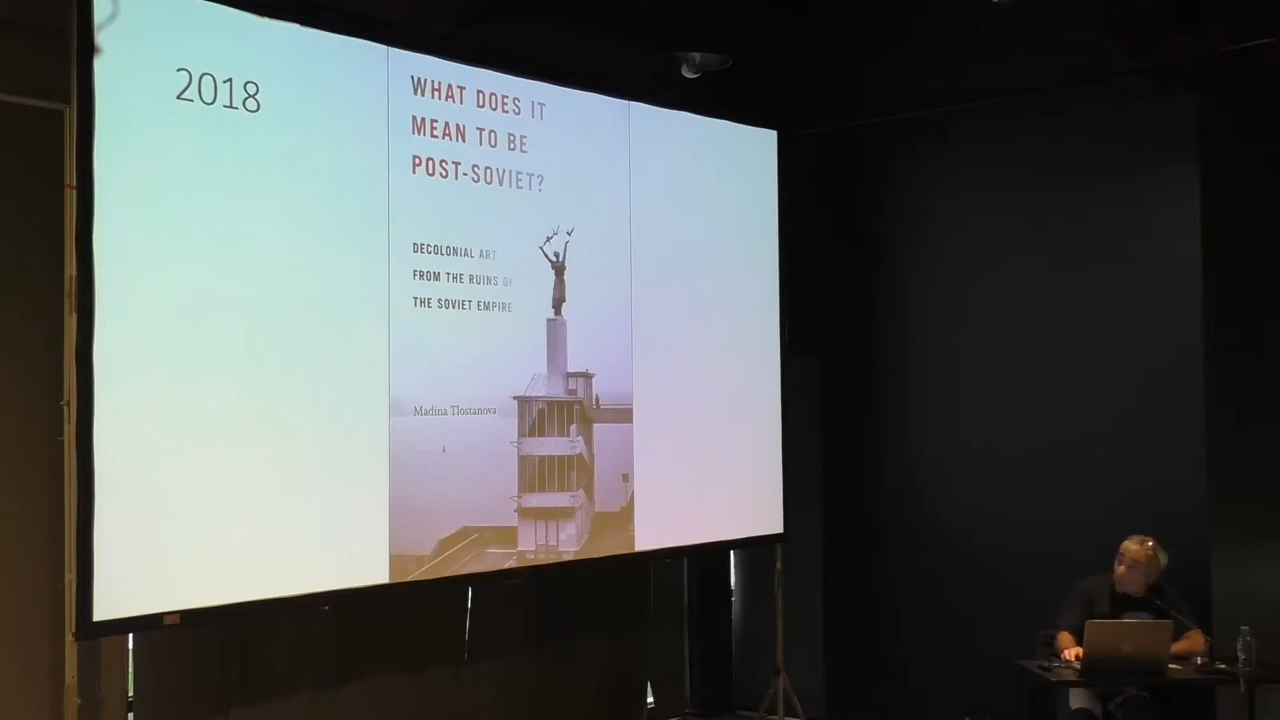 2018
WHAT DOES IT
MEAN TO BE
POST-SOVIET?
DECOLONIAL ART
FROM THE RUINS OF
THE SOVIET EMPIRE
Madina Tlostanova